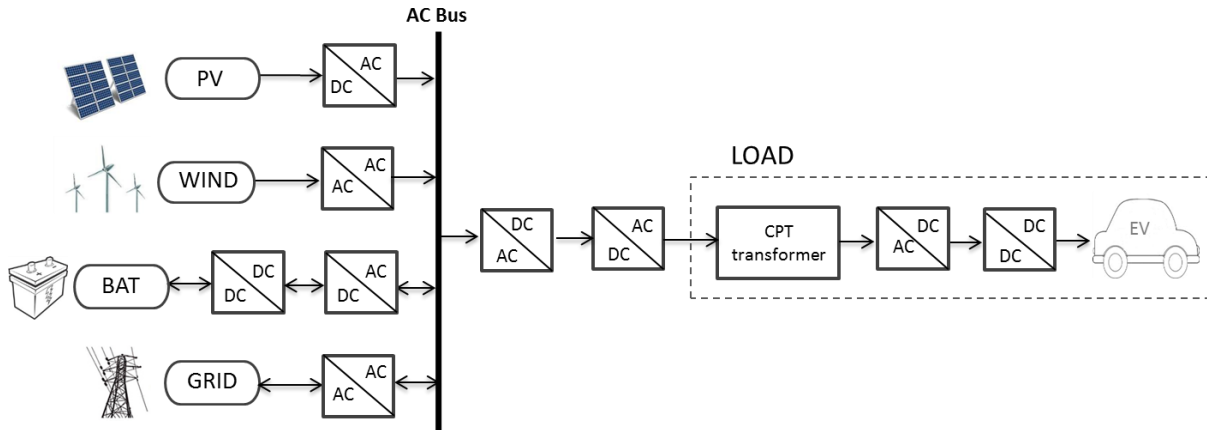 AC Bus
PV
DC
AC
WIND
AC
AC
LOAD
AC
DC
DC
AC
CPT
transformer
AC
DC
DC
DC
EV
BAT
DC
DC
DC
AC
GRID
AC
AC